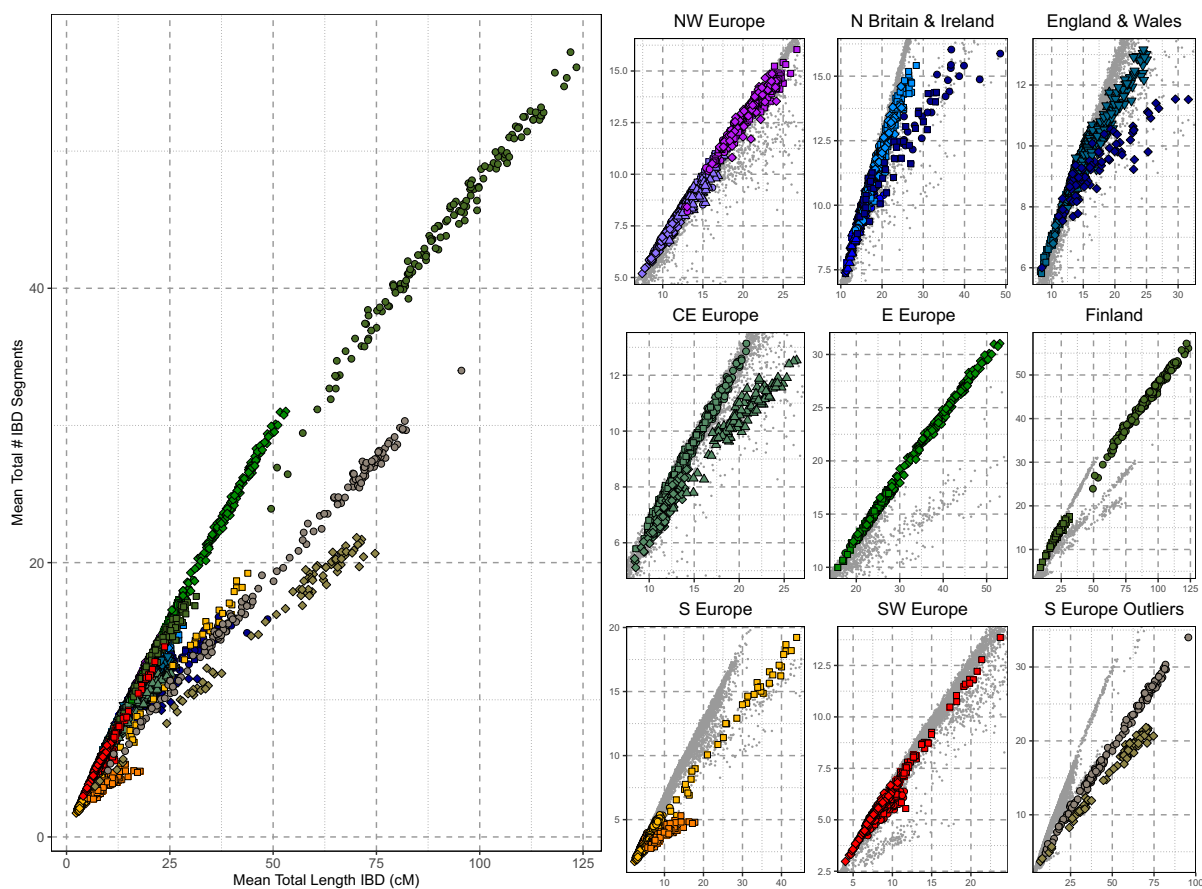 Mean Total # IBD Segments
40
20
0
0 25 50 75 100 125
Mean Total Length IBD (cM)
NW Europe
15.0
12.5
10.0
7.5
5.0
10 15 20 25
N Britain & Ireland
15.0
12.5
10.0
7.5
10 20 30 40 50
England & Wales
12
10
8
6
10 15 20 25 30
CE Europe
12
10
8
6
10 15 20 25
E Europe
30
25
20
15
10
20 30 40 50
Finland
50
40
30
20
10
25 50 75 100 125
S Europe
20
15
10
5
10 20 30 40
SW Europe
12.5
10.0
7.5
5.0
2.5
5 10 15 20
S Europe Outliers
30
20
10
25 50 75 100